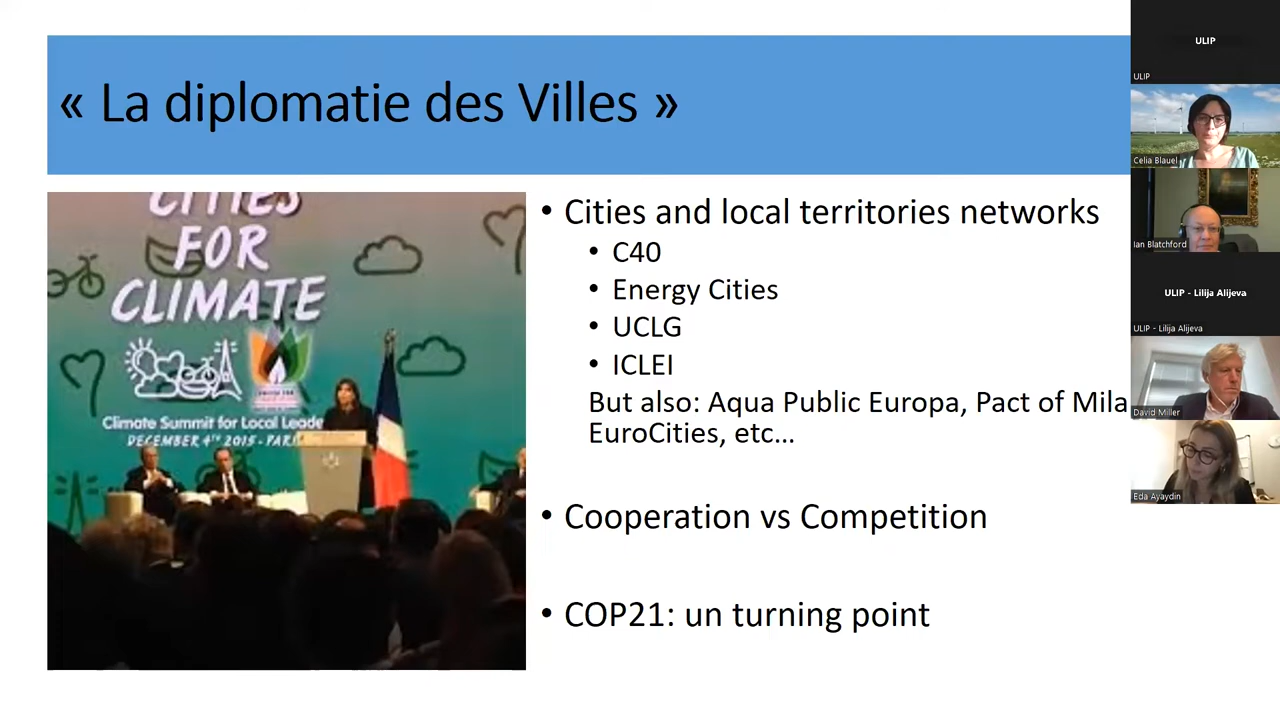 « La diplomatie des Villes »
CITIES
FOR
CLIMATE
Climate Summit for Local Leade
DECEMBER 4TH 2015 - PARIS
• Cities and local territories networks
• C40
• Energy Cities
• UCLG
• ICLEI
But also: Aqua Public Europa, Pact of Mila
EuroCities, etc…
• Cooperation vs Competition
• COP21: un turning point
ULIP
ULIP
Celia Blauel
Ian Blatchford
ULIP - Lilija Alijeva
ULIP - Lilija Alijeva
David Miller
Eda Ayaydin